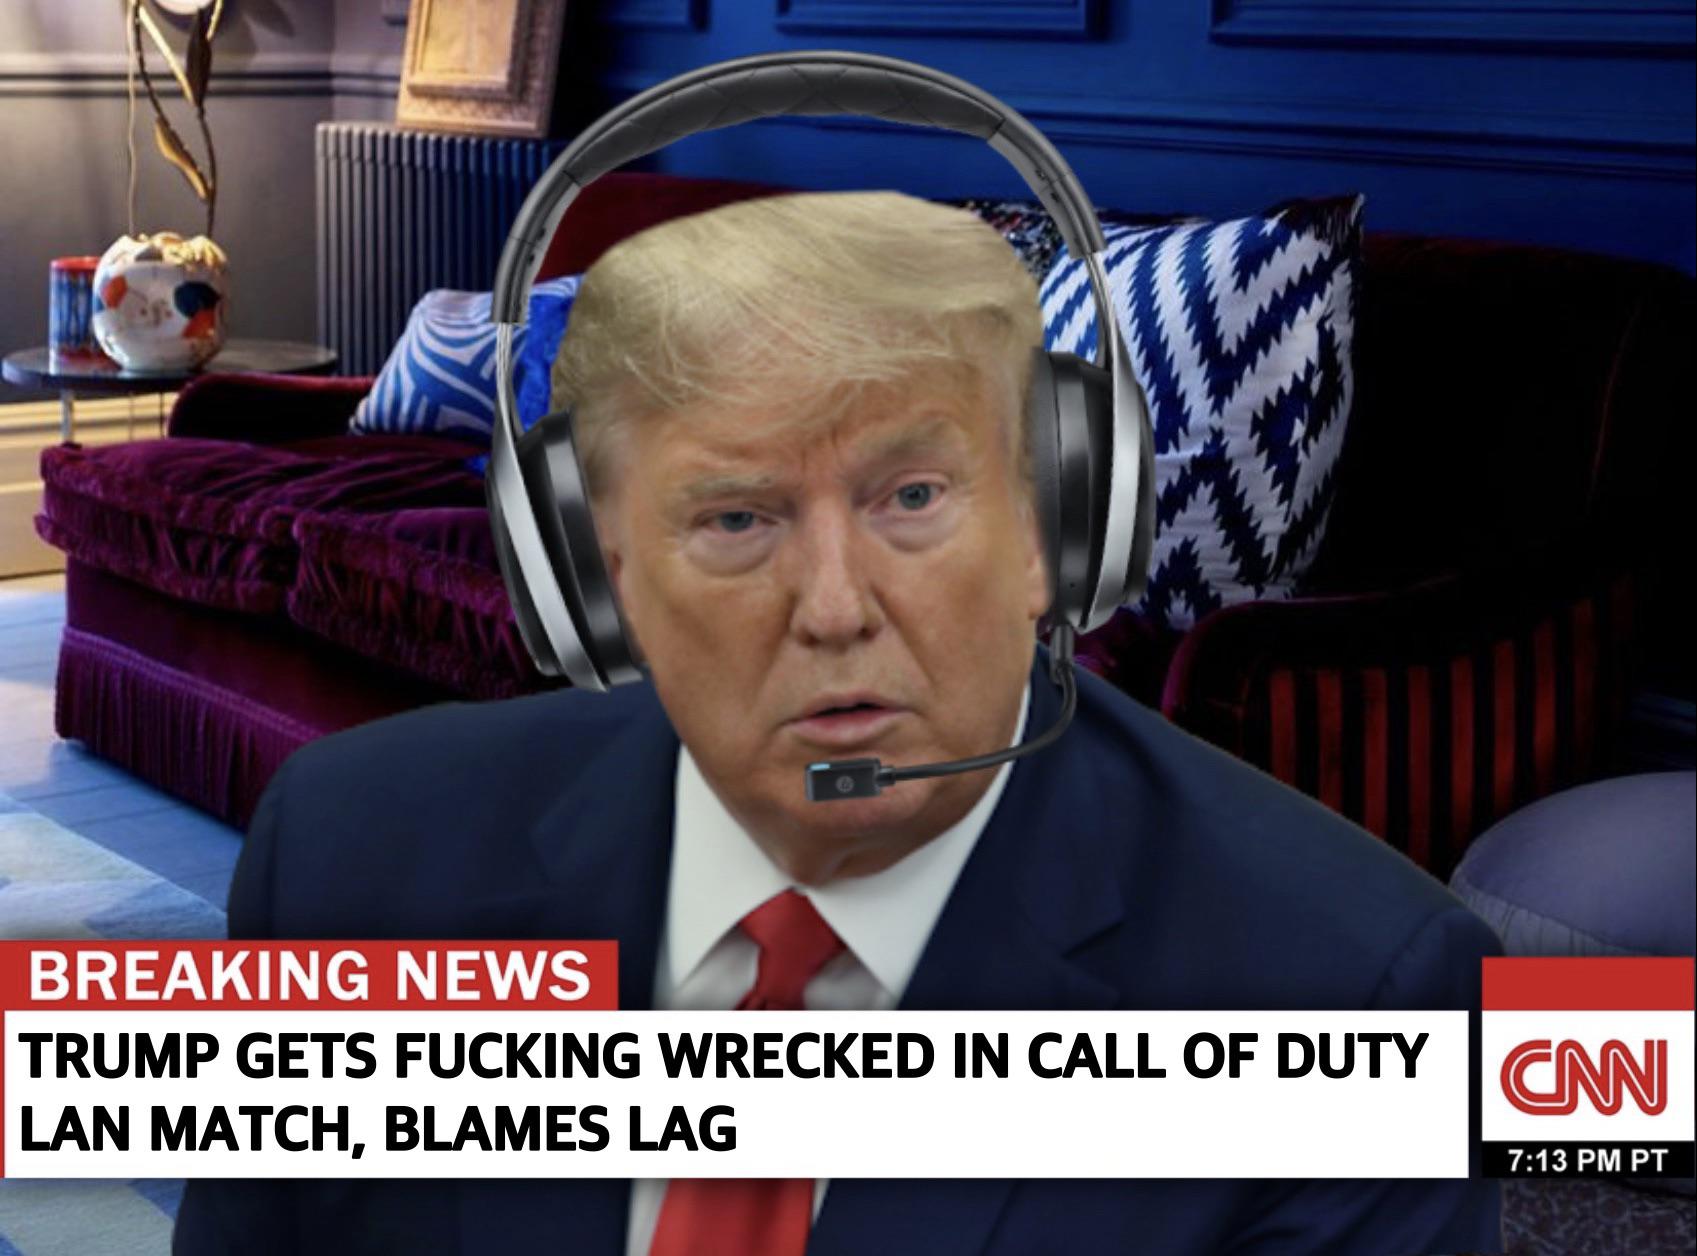 BREAKING NEWS
TRUMP GETS FUCKING WRECKED IN CALL OF DUTY
LAN MATCH, BLAMES LAG
CNN
7:13 PM PT